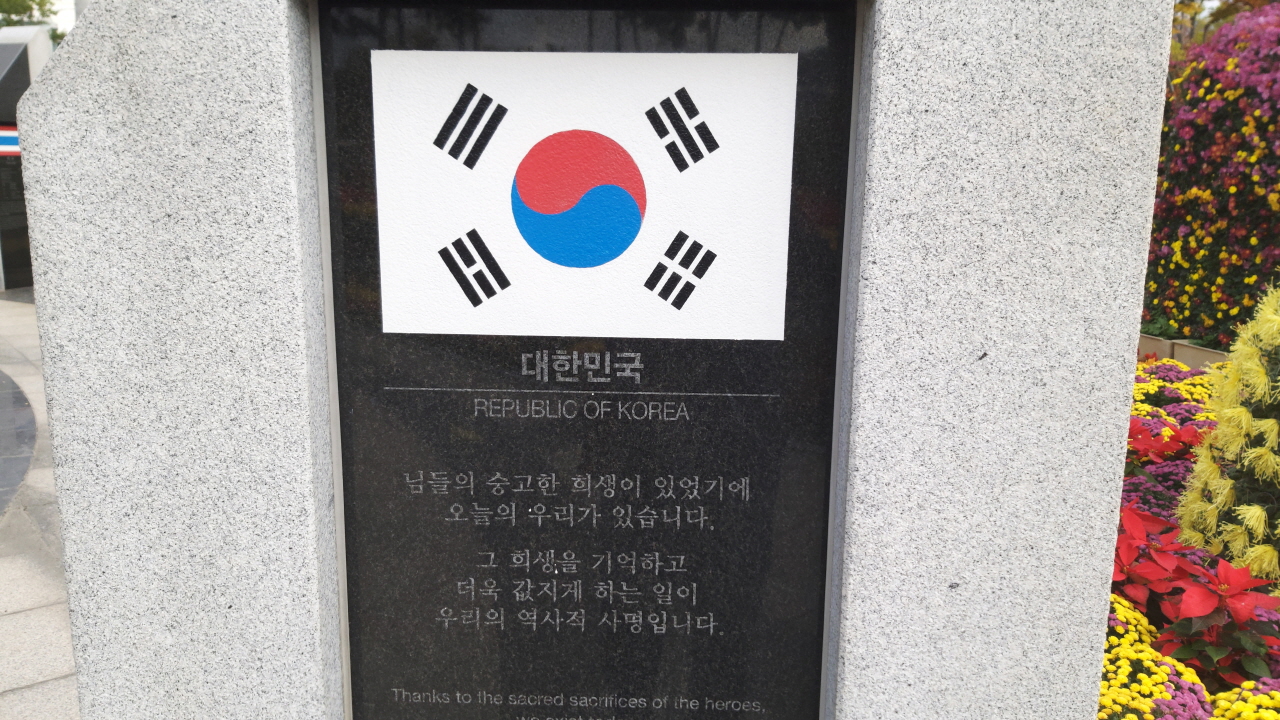 대한민국
REPUBLIC OF KOREA
님들의 숭고한 희생이 있었기에
오늘의 우리가 있습니다.
그 희생을 기억하고
더욱 값지게 하는 일이
우리의 역사적 사명입니다.
Thanks to the sacred sacrifices of the heroes,
we exist